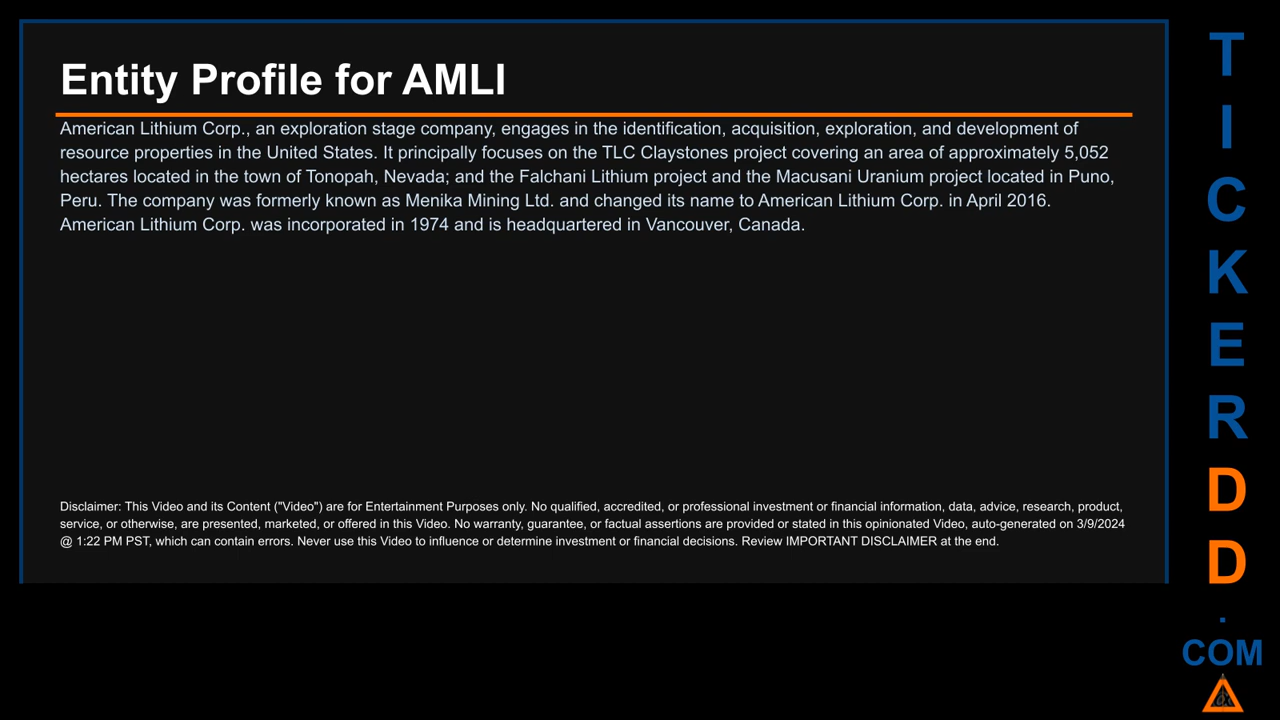 Entity Profile for AMLI
American Lithium Corp., an exploration stage company, engages in the identification, acquisition, exploration, and development of
resource properties in the United States. It principally focuses on the TLC Claystones project covering an area of approximately 5,052
hectares located in the town of Tonopah, Nevada; and the Falchani Lithium project and the Macusani Uranium project located in Puno,
Peru. The company was formerly known as Menika Mining Ltd. and changed its name to American Lithium Corp. in April 2016.
American Lithium Corp. was incorporated in 1974 and is headquartered in Vancouver, Canada.
Disclaimer: This Video and its Content ("Video") are for Entertainment Purposes only. No qualified, accredited, or professional investment or financial information, data, advice, research, product,
service, or otherwise, are presented, marketed, or offered in this Video. No warranty, guarantee, or factual assertions are provided or stated in this opinionated Video, auto-generated on 3/9/2024
@ 1:22 PM PST, which can contain errors. Never use this Video to influence or determine investment or financial decisions. Review IMPORTANT DISCLAIMER at the end.
T
I
C
K
E
R
D
D
.
COM